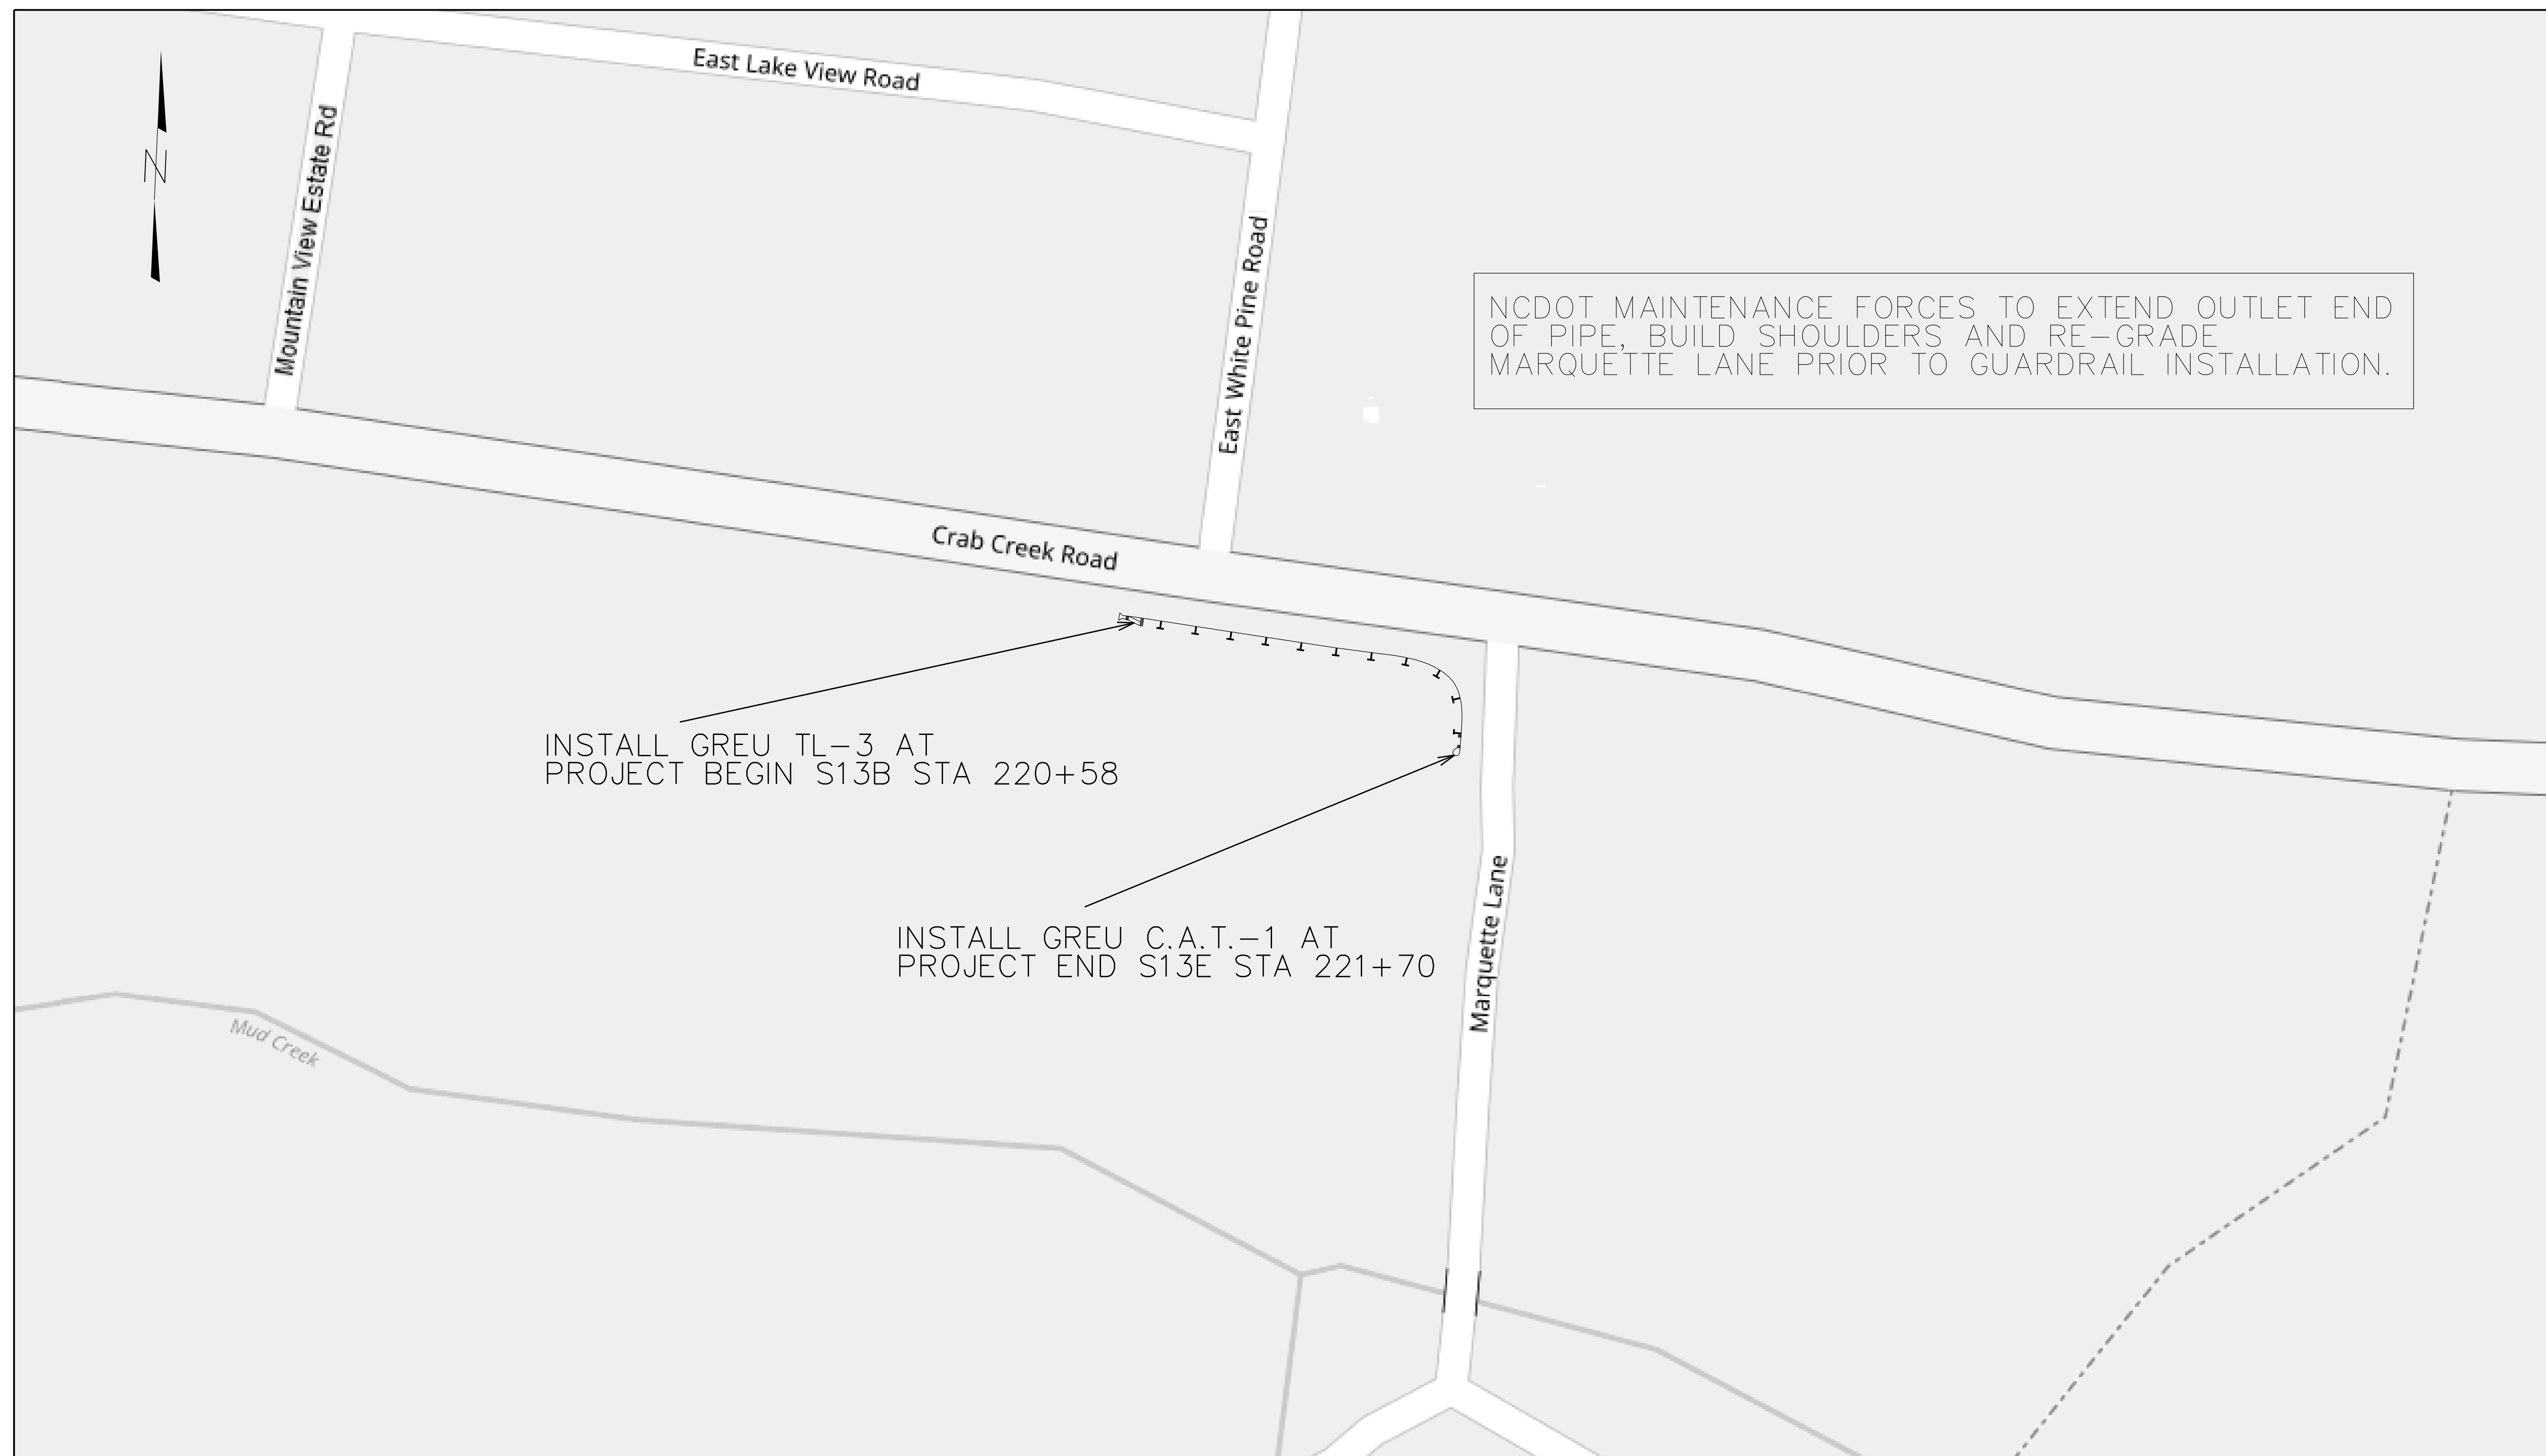 East Lake View Road
Mountain View Estate Rd
N
East White Pine Road
NCDOT MAINTENANCE FORCES TO EXTEND OUTLET END
OF PIPE, BUILD SHOULDERS AND RE-GRADE
MARQUETTE LANE PRIOR TO GUARDRAIL INSTALLATION.
Crab Creek Road
INSTALL GREU TL-3 AT
PROJECT BEGIN S13B STA 220+58
INSTALL GREU C.A.T.-1 AT
PROJECT END S13E STA 221+70
Marquette Lane
Mud Creek